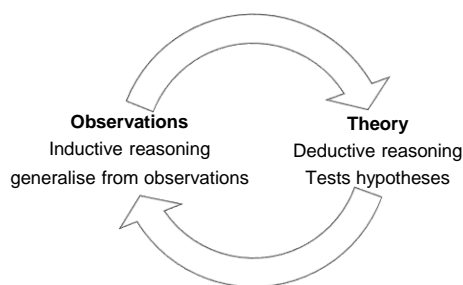 Observations
Inductive reasoning
generalise from observations
Theory
Deductive reasoning
Tests hypotheses